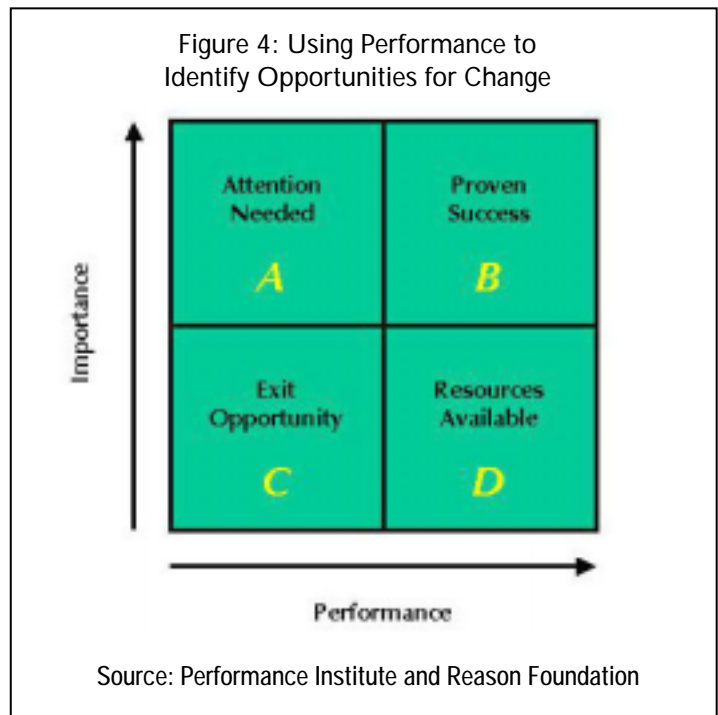 Figure 4: Using Performance to
Identify Opportunities for Change
Importance
Attention
Needed
A
Proven
Success
B
Exit
Opportunity
C
Resources
Available
D
Performance
Source: Performance Institute and Reason Foundation